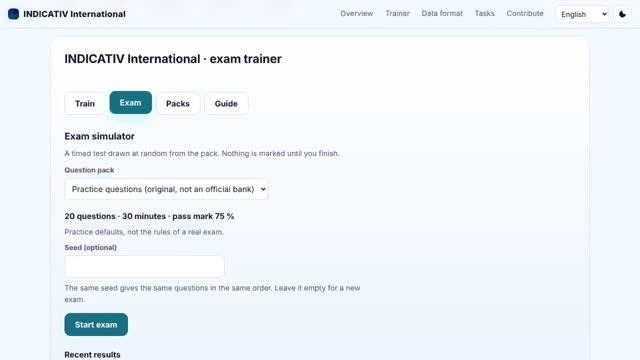 INDICATIV International
Overview
Trainer
Data format
Tasks
Contribute
English
INDICATIV International · exam trainer
Train
Exam
Packs
Guide
Exam simulator
A timed test drawn at random from the pack. Nothing is marked until you finish.
Question pack
Practice questions (original, not an official bank)
20 questions · 30 minutes · pass mark 75 %
Practice defaults, not the rules of a real exam.
Seed (optional)
The same seed gives the same questions in the same order. Leave it empty for a new
exam.
Start exam
Recent results